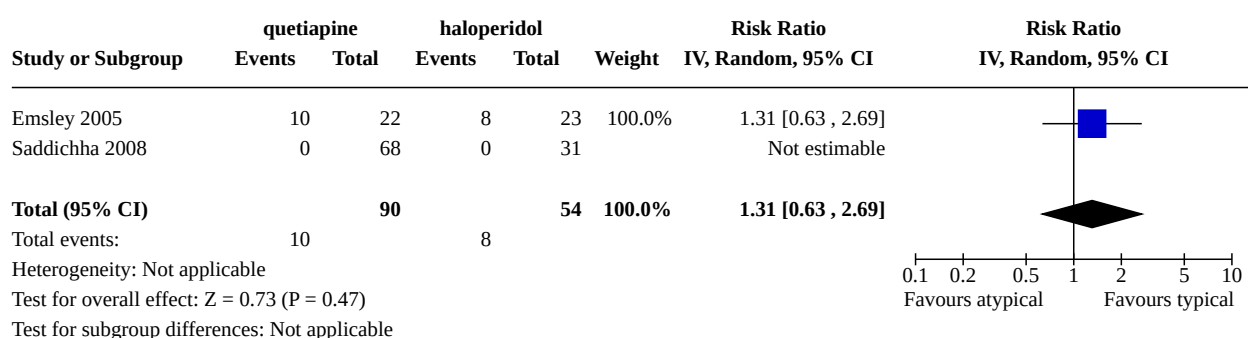 quetiapine haloperidol Risk Ratio Risk Ratio
Study or Subgroup Events Total Events Total Weight IV, Random, 95% CI IV, Random, 95% CI
Emsley 2005 10 22 8 23 100.0% 1.31 [0.63 , 2.69]
Saddichha 2008 0 68 0 31 Not estimable
Total (95% CI) 90 54 100.0% 1.31 [0.63 , 2.69]
Total events: 10 8
Heterogeneity: Not applicable
0.1 0.2 0.5 1 2 5 10
Test for overall effect: Z = 0.73 (P = 0.47) Favours atypical Favours typical
Test for subgroup differences: Not applicable